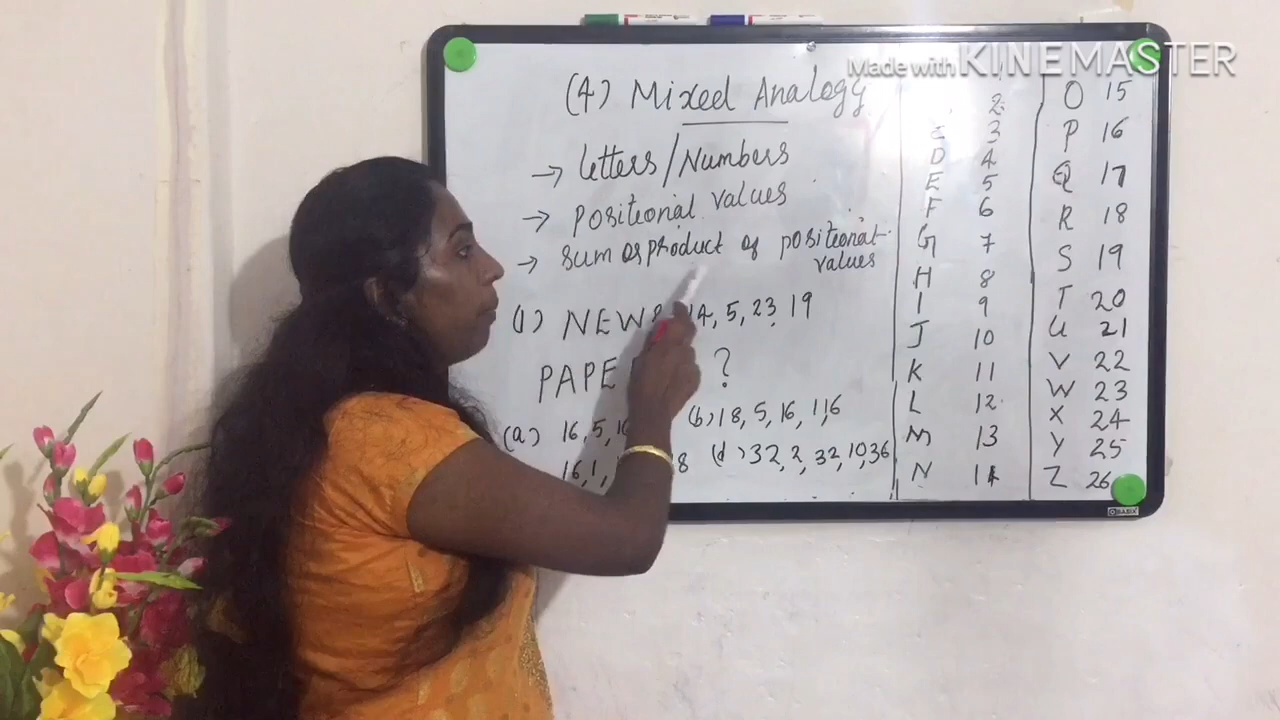 Made with KINEMASTER
(4) Mixed Analogy
→ Letters/Numbers
→ Positional values
→ Sum or product of positional
values
(1) NEWS 14, 5, 23, 19
PAPE ?
(a) 16, 5, (b) 18, 5, 16, 1, 16
16, 1, 8 (d) 32, 2, 32, 10, 36
1
2
3
D 4
E 5
F 6
G 7
H 8
I 9
J 10
K 11
L 12
M 13
N 14
O 15
P 16
Q 17
R 18
S 19
T 20
U 21
V 22
W 23
X 24
Y 25
Z 26